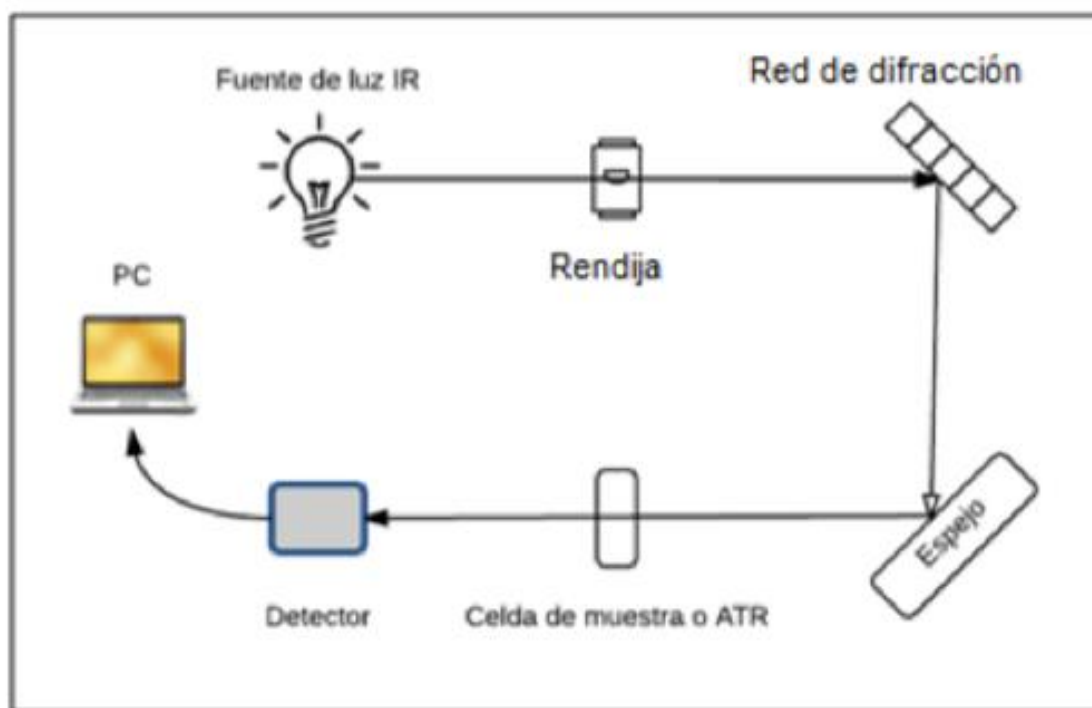 Fuente de luz IR
Red de difracción
Rendija
PC
Espejo
Detector
Celda de muestra o ATR